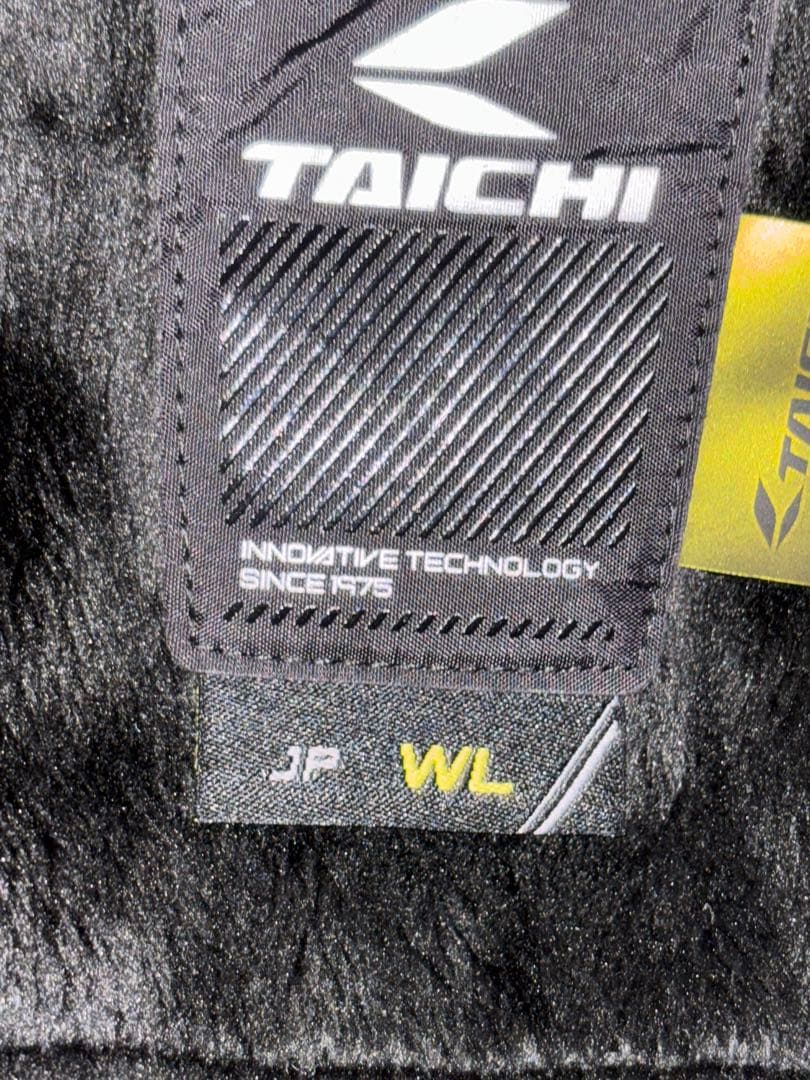 TAICHI
INNOVATIVE TECHNOLOGY
SINCE 1975
JP WL